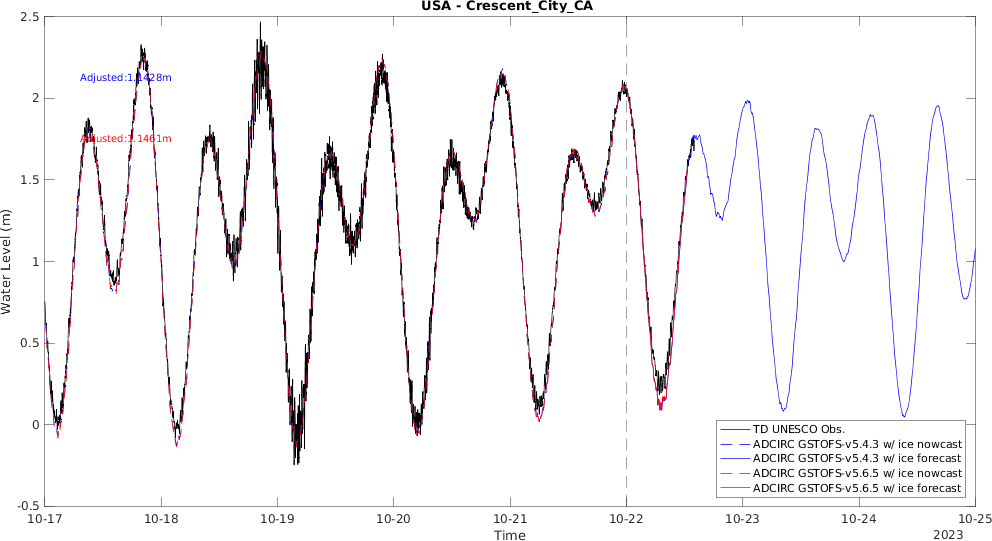 USA - Crescent_City_CA
2.5
2
1.5
1
0.5
0
-0.5
Water Level (m)
Adjusted:1.1428m
Adjusted:1.1461m
TD UNESCO Obs.
ADCIRC GSTOFS-v5.4.3 w/ ice nowcast
ADCIRC GSTOFS-v5.4.3 w/ ice forecast
ADCIRC GSTOFS-v5.6.5 w/ ice nowcast
ADCIRC GSTOFS-v5.6.5 w/ ice forecast
10-17 10-18 10-19 10-20 10-21 10-22 10-23 10-24 10-25
Time
2023